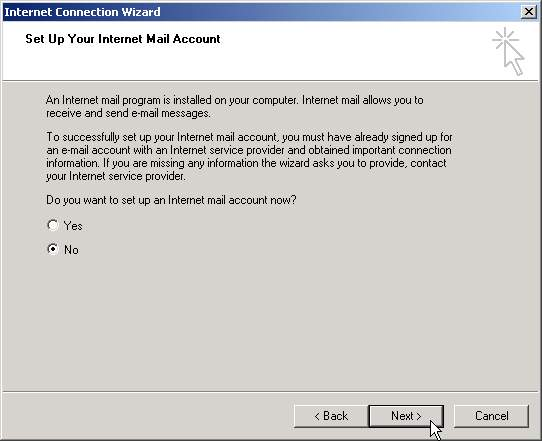 Internet Connection Wizard
Set Up Your Internet Mail Account
An Internet mail program is installed on your computer. Internet mail allows you to
receive and send e-mail messages.
To successfully set up your Internet mail account, you must have already signed up for
an e-mail account with an Internet service provider and obtained important connection
information. If you are missing any information the wizard asks you to provide, contact
your Internet service provider.
Do you want to set up an Internet mail account now?
Yes
No
< Back Next > Cancel